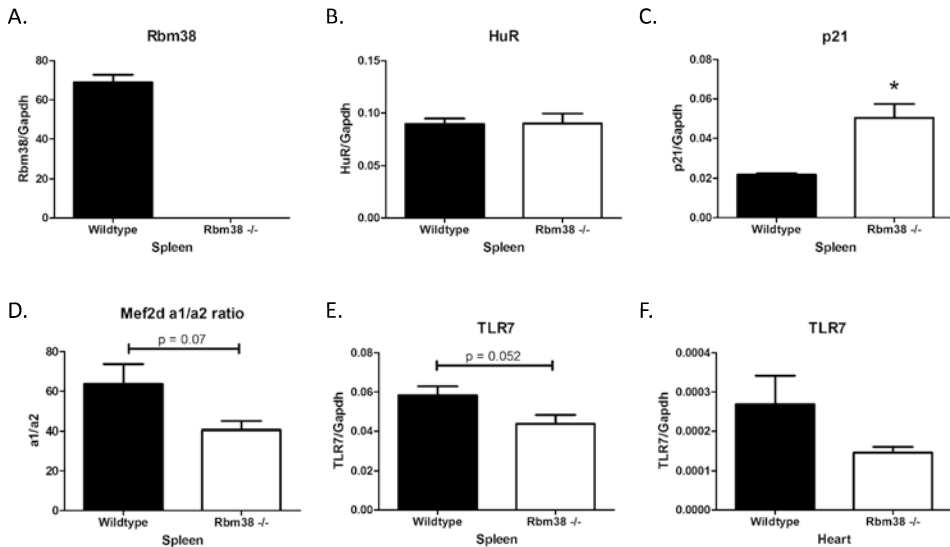 A.
Rbm38
Rbm38/Gapdh
80
60
40
20
0
Wildtype
Rbm38 -/-
Spleen
B.
HuR
HuR/Gapdh
0.15
0.10
0.05
0.00
Wildtype
Rbm38 -/-
Spleen
C.
p21
p21/Gapdh
0.08
0.06
0.04
0.02
0.00
*
Wildtype
Rbm38 -/-
Spleen
D.
Mef2d a1/a2 ratio
p = 0.07
a1/a2
80
60
40
20
0
Wildtype
Rbm38 -/-
Spleen
E.
TLR7
p = 0.052
TLR7/Gapdh
0.08
0.06
0.04
0.02
0.00
Wildtype
Rbm38 -/-
Spleen
F.
TLR7
TLR7/Gapdh
0.0004
0.0003
0.0002
0.0001
0.0000
Wildtype
Rbm38 -/-
Heart